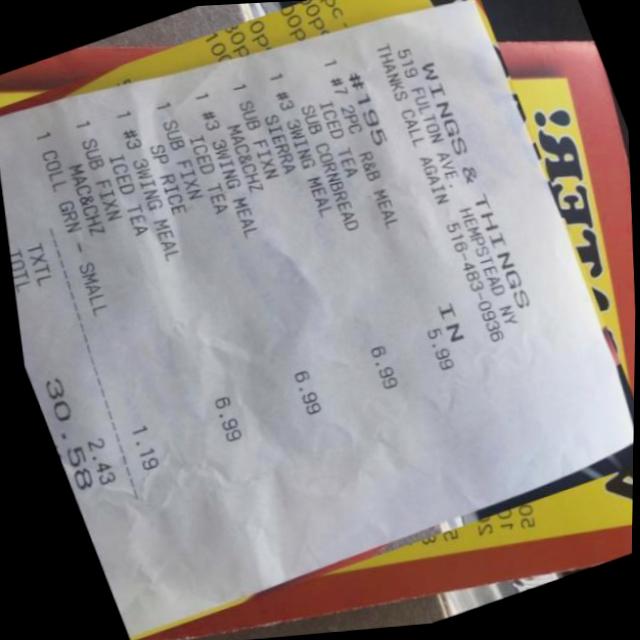 WINGS & THINGS
519 FULTON AVE. HEMPSTEAD NY
THANKS CALL AGAIN 516-483-0936
#195 IN
1 #7 2PC R&B MEAL 5.99
ICED TEA
SUB CORNBREAD
1 #3 3WING MEAL 6.99
SIERRA
MAC&CHZ
1 SUB FIXN
1 #3 3WING MEAL 6.99
ICED TEA
1 SUB FIXN
SP RICE
1 #3 3WING MEAL 6.99
ICED TEA
1 SUB FIXN
MAC&CHZ
1 COLL GRN - SMALL 1.19
TXTL 2.43
TOTL 30.58